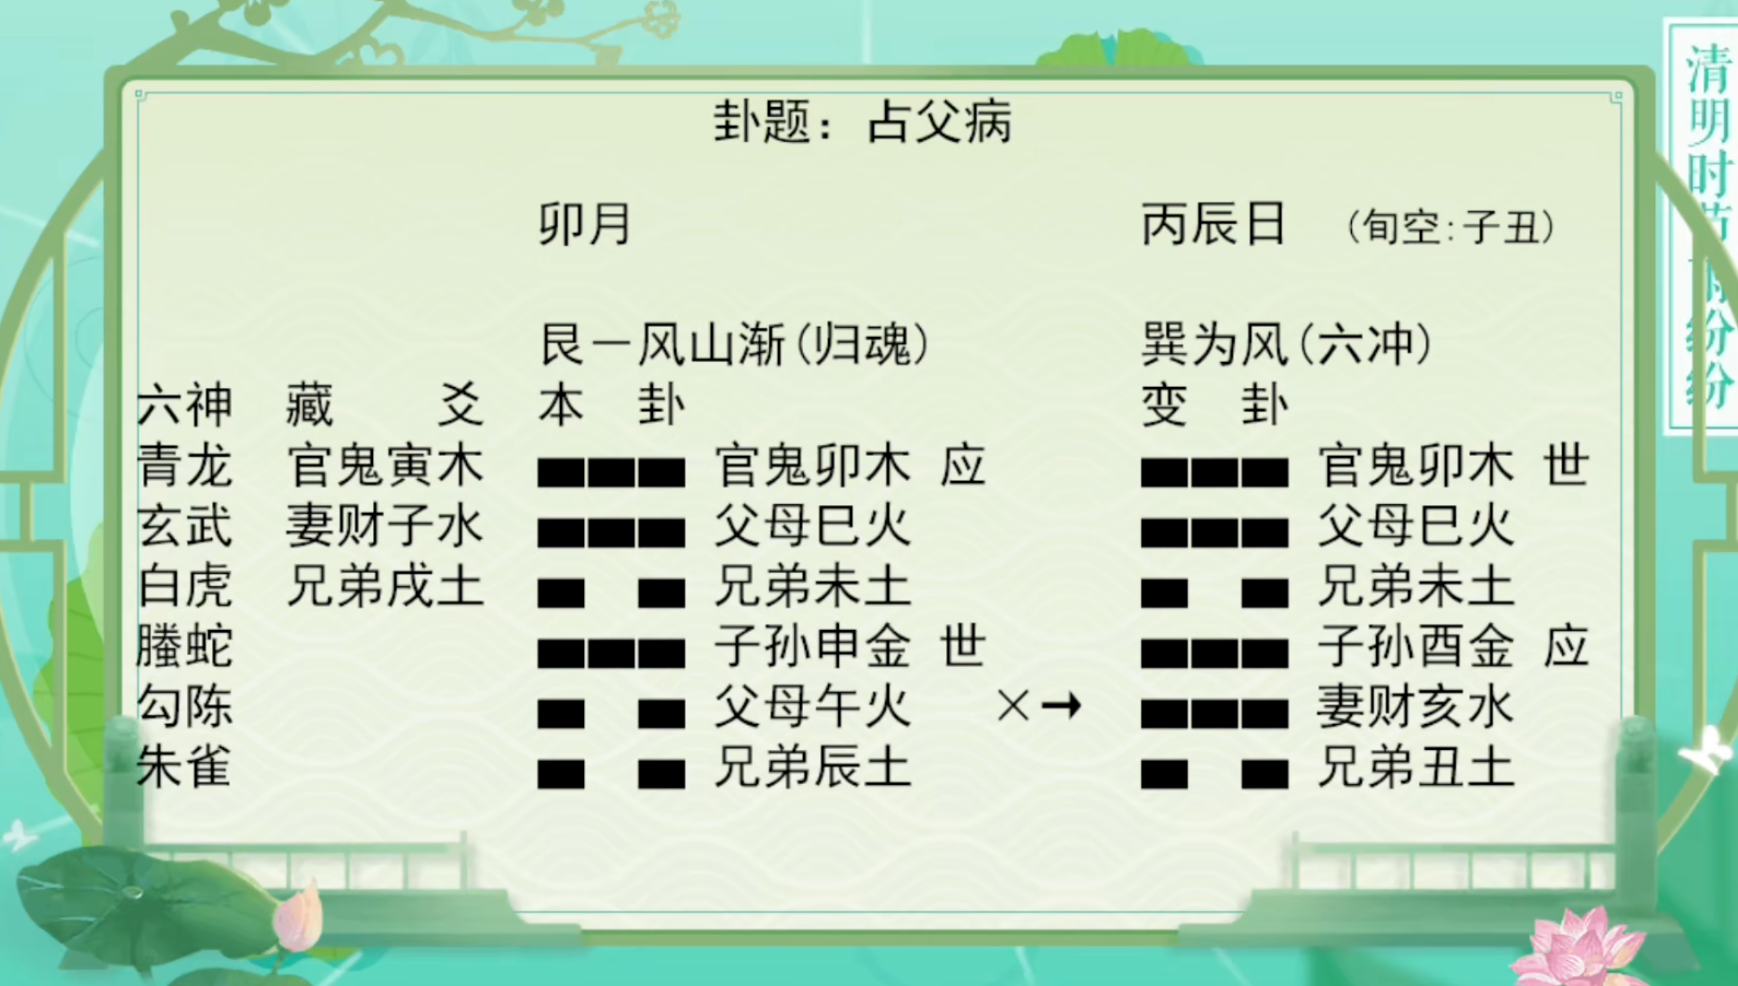 卦题：占父病
卯月 丙辰日 （旬空:子丑）
艮－风山渐(归魂) 巽为风(六冲)
六神 藏 爻 本 卦 变 卦
青龙 官鬼寅木 官鬼卯木 应 官鬼卯木 世
玄武 妻财子水 父母巳火 父母巳火
白虎 兄弟戌土 兄弟未土 兄弟未土
螣蛇 子孙申金 世 子孙酉金 应
勾陈 父母午火 ×→ 妻财亥水
朱雀 兄弟辰土 兄弟丑土
清明时节雨纷纷